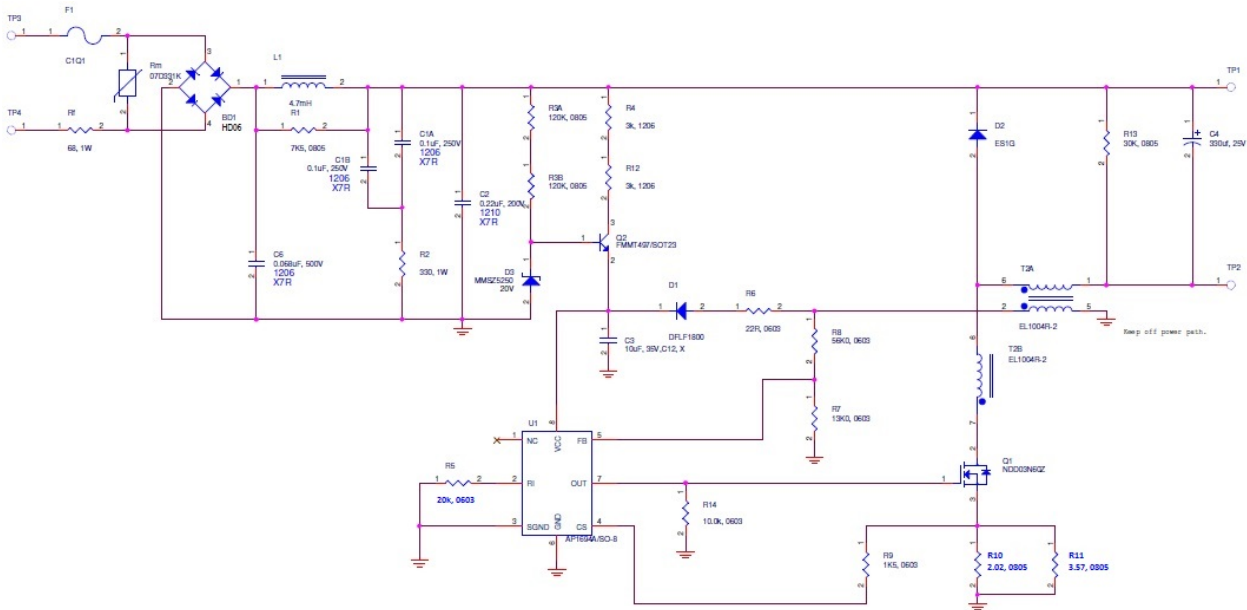 TP3
F1
1 1 2
C1Q1
Rm
07D331K
TP4
Rf
68, 1W
BD1
HD06
L1
4.7mH
R1
7K5, 0805
C1A
0.1uF, 250V
1206
X7R
C1B
0.1uF, 250V
1206
X7R
C6
0.068uF, 500V
1206
X7R
R2
330, 1W
C2
0.22uF, 200V
1210
X7R
R3A
120K, 0805
R3B
120K, 0805
R4
3k, 1206
R12
3k, 1206
Q2
FMMT497/SOT23
D3
MMSZ5250
20V
D1
DFLF1800
R6
22R, 0603
C3
10uF, 35V,C12, X
R8
56K0, 0603
R7
13K0, 0603
D2
ES1G
R13
30K, 0805
C4
330uf, 25V
TP1
TP2
T2A
EL1004R-2
Keep off power path.
T2B
EL1004R-2
Q1
NDD03N60Z
U1
NC
RI
SGND
VCC
GND
FB
OUT
CS
AP1694A/SO-8
R5
20k, 0603
R14
10.0k, 0603
R9
1K5, 0603
R10
2.02, 0805
R11
3.57, 0805